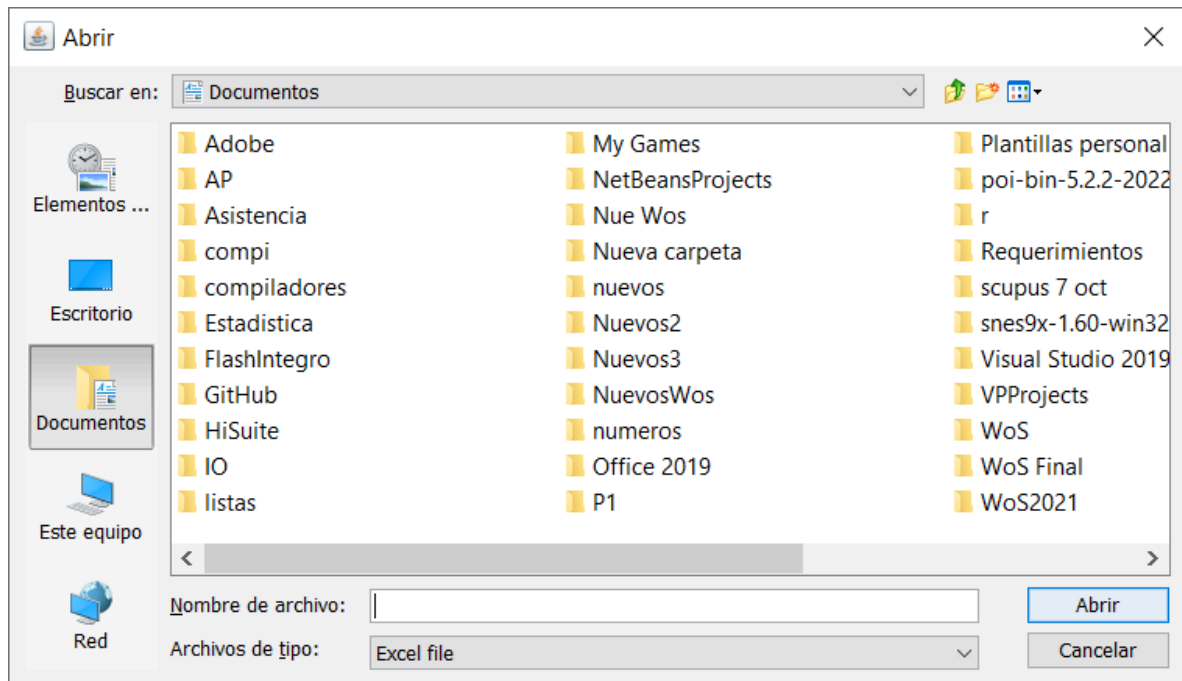 Abrir
Buscar en: Documentos
Elementos ...
Escritorio
Documentos
Este equipo
Red
Adobe
AP
Asistencia
compi
compiladores
Estadistica
FlashIntegro
GitHub
HiSuite
IO
listas
My Games
NetBeansProjects
Nue Wos
Nueva carpeta
nuevos
Nuevos2
Nuevos3
NuevosWos
numeros
Office 2019
P1
Plantillas personal
poi-bin-5.2.2-2022
r
Requerimientos
scupus 7 oct
snes9x-1.60-win32
Visual Studio 2019
VPProjects
WoS
WoS Final
WoS2021
Nombre de archivo:
Abrir
Archivos de tipo: Excel file
Cancelar